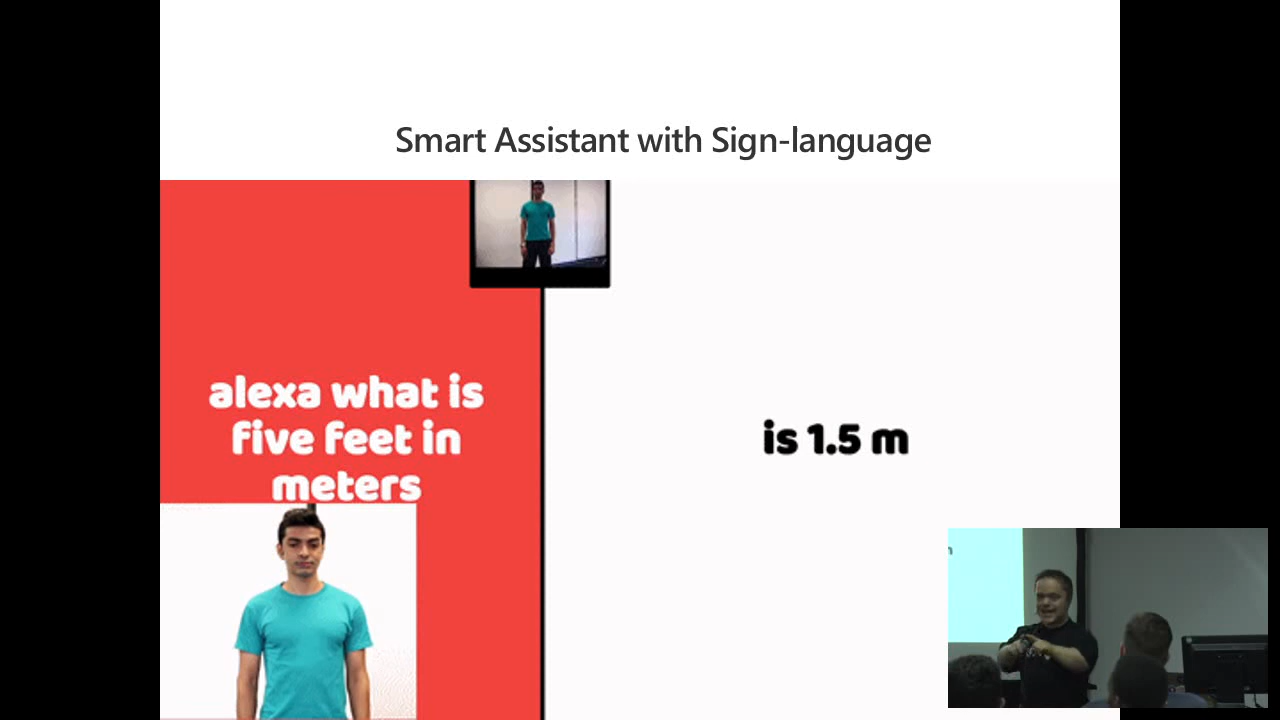 Smart Assistant with Sign-language
alexa what is
five feet in
meters
is 1.5 m